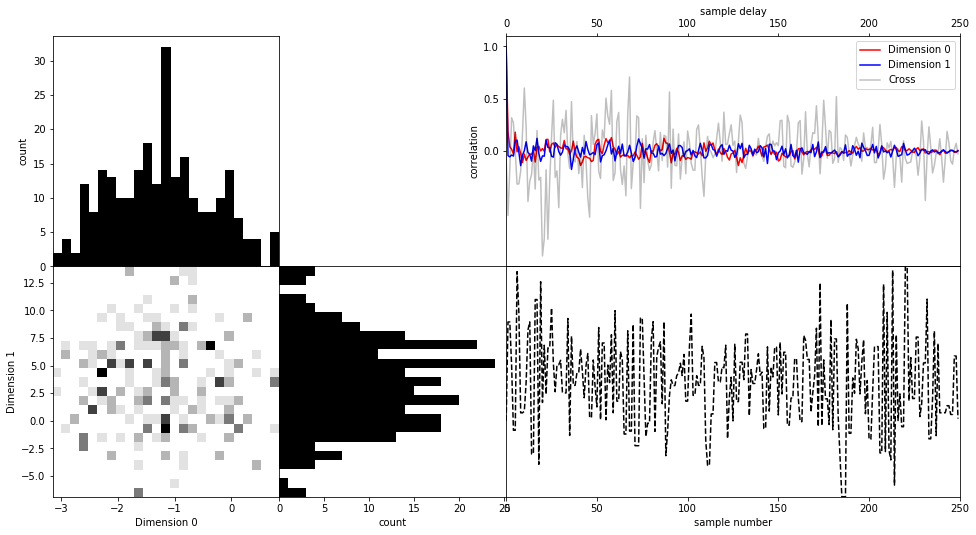 sample delay
0 50 100 150 200 250
30
25
20
15
10
5
0
count
1.0
0.5
0.0
correlation
Dimension 0
Dimension 1
Cross
12.5
10.0
7.5
5.0
2.5
0.0
−2.5
−5.0
Dimension 1
−3 −2 −1 0
Dimension 0
0 5 10 15 20 25
count
0 50 100 150 200 250
sample number